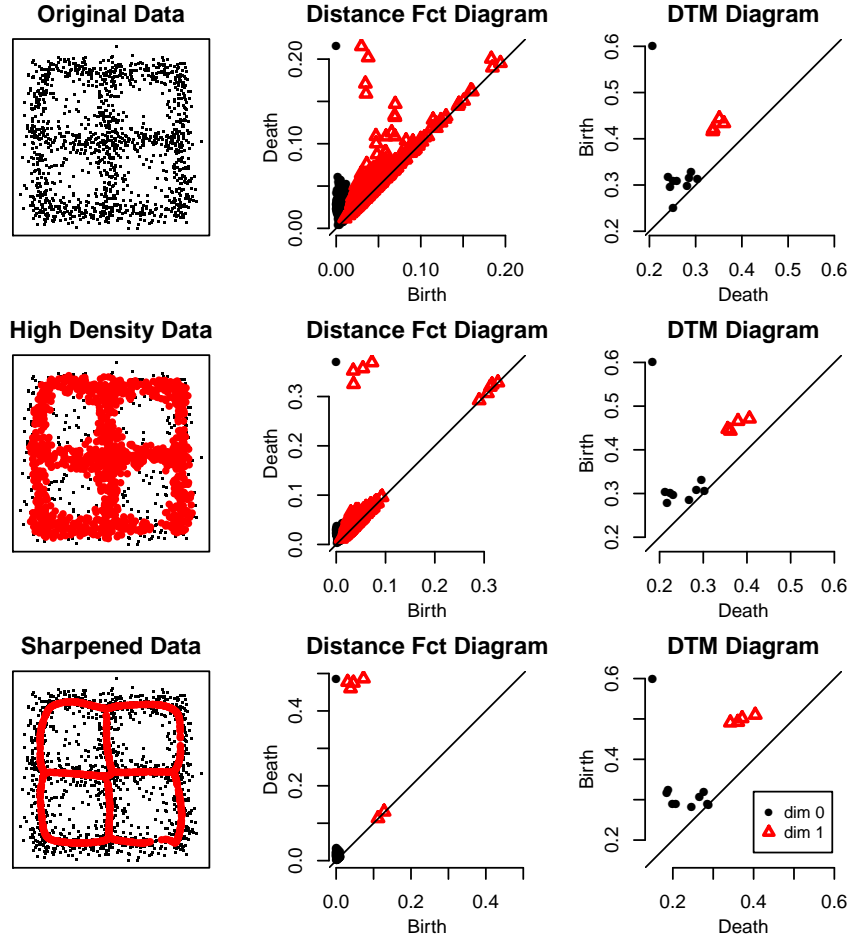 Original Data
Distance Fct Diagram
DTM Diagram
Death
0.00
0.10
0.20
0.00
0.10
0.20
Birth
Birth
0.2
0.3
0.4
0.5
0.6
0.2
0.3
0.4
0.5
0.6
Death
High Density Data
Distance Fct Diagram
DTM Diagram
Death
0.0
0.1
0.2
0.3
0.0
0.1
0.3
Birth
Birth
0.2
0.3
0.4
0.5
0.6
0.2
0.3
0.4
0.5
0.6
Death
Sharpened Data
Distance Fct Diagram
DTM Diagram
Death
0.0
0.2
0.4
0.0
0.2
0.4
Birth
Birth
0.2
0.4
0.6
0.2
0.3
0.4
0.5
0.6
Death
dim 0
dim 1